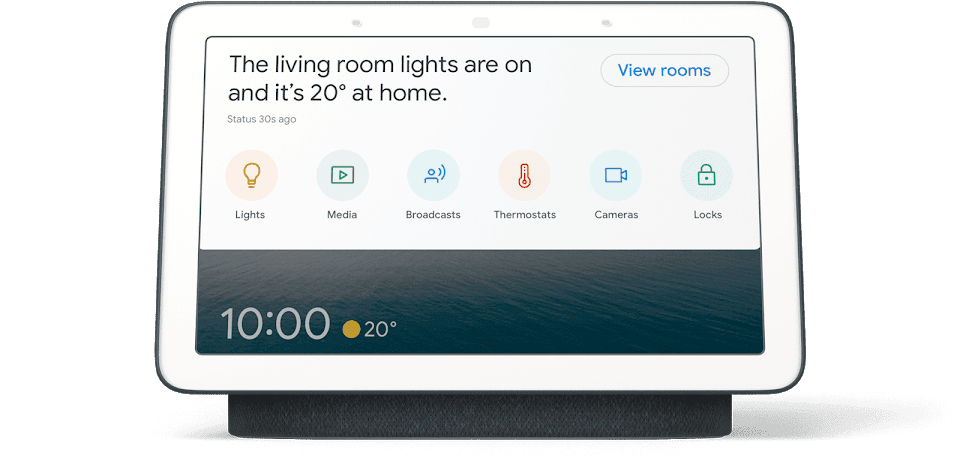 The living room lights are on
and it's 20° at home.
View rooms
Status 30s ago
Lights
Media
Broadcasts
Thermostats
Cameras
Locks
10:00 20°